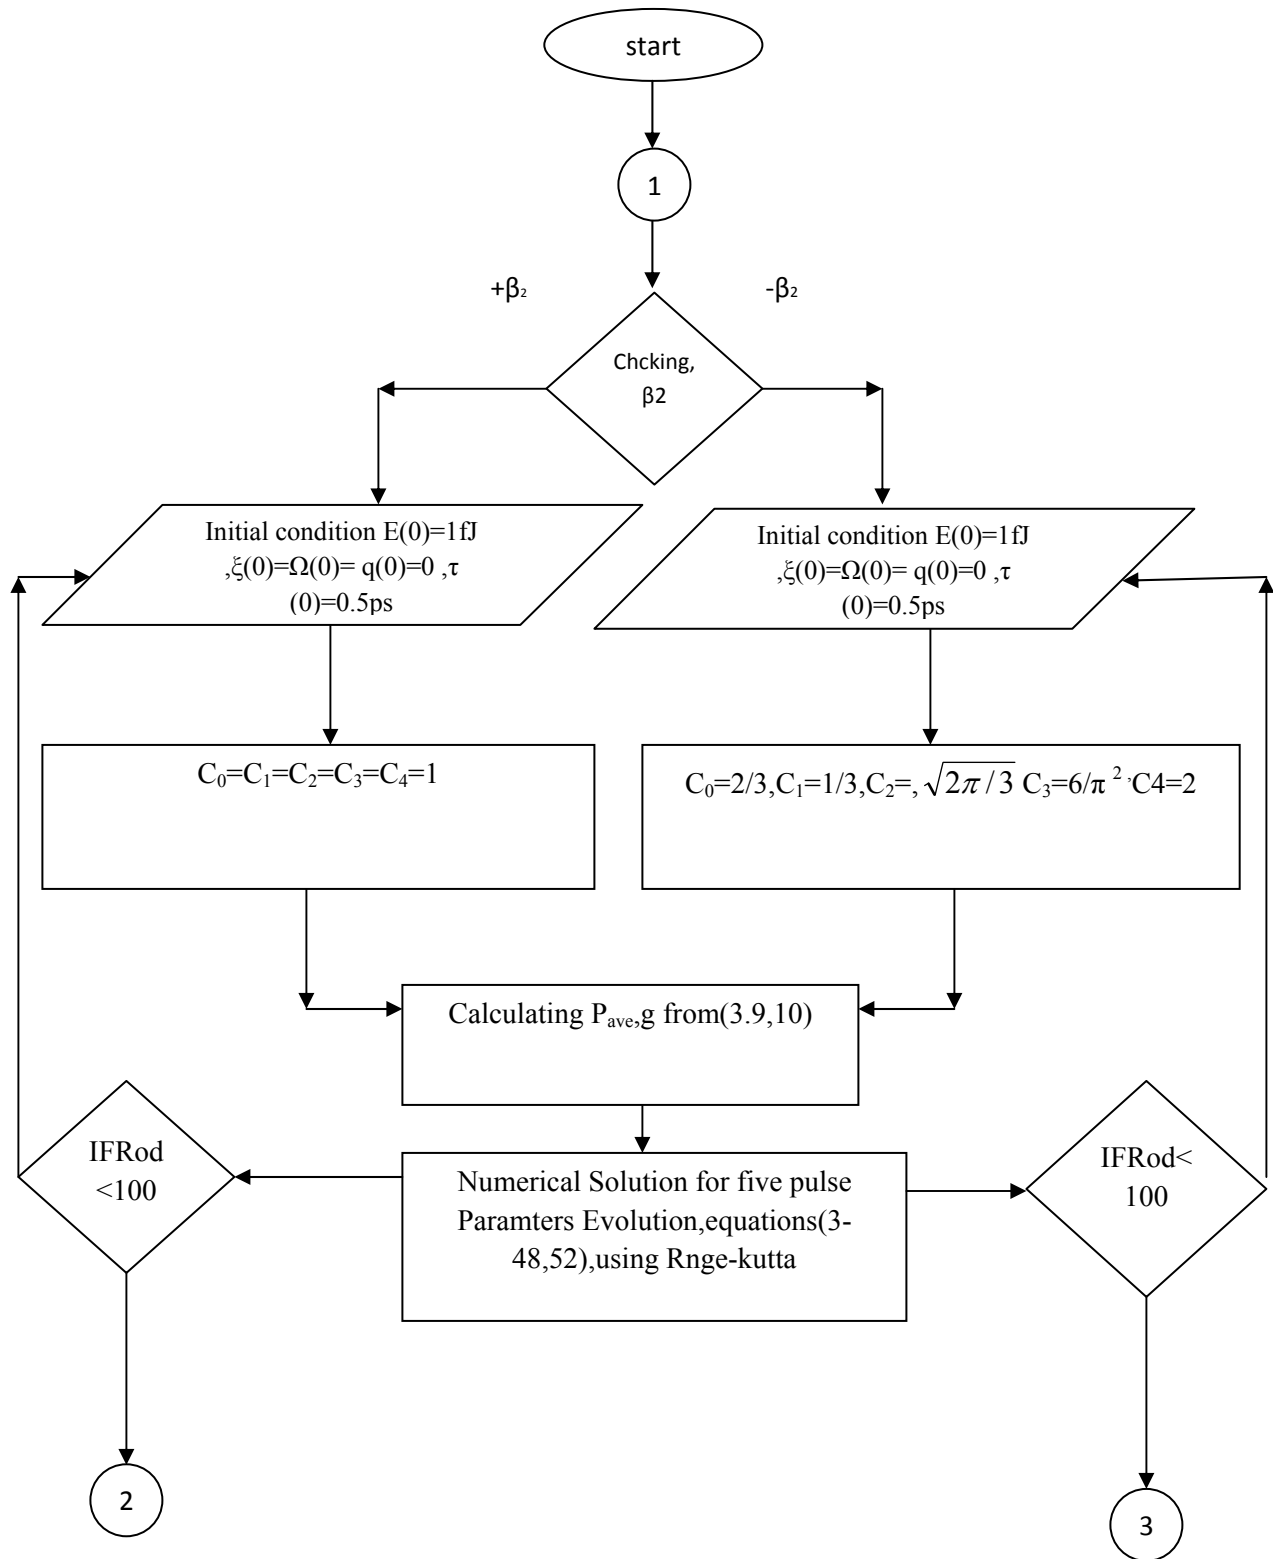 start
1
+β₂
-β₂
Chcking,
β2
Initial condition E(0)=1fJ
,ξ(0)=Ω(0)= q(0)=0 ,τ
(0)=0.5ps
Initial condition E(0)=1fJ
,ξ(0)=Ω(0)= q(0)=0 ,τ
(0)=0.5ps
C₀=C₁=C₂=C₃=C₄=1
C₀=2/3,C₁=1/3,C₂=, √(2π/3) C₃=6/π ² ,C4=2
Calculating Pₐᵥₑ,g from(3.9,10)
IFRod
<100
Numerical Solution for five pulse
Paramters Evolution,equations(3-
48,52),using Rnge-kutta
IFRod<
100
2
3